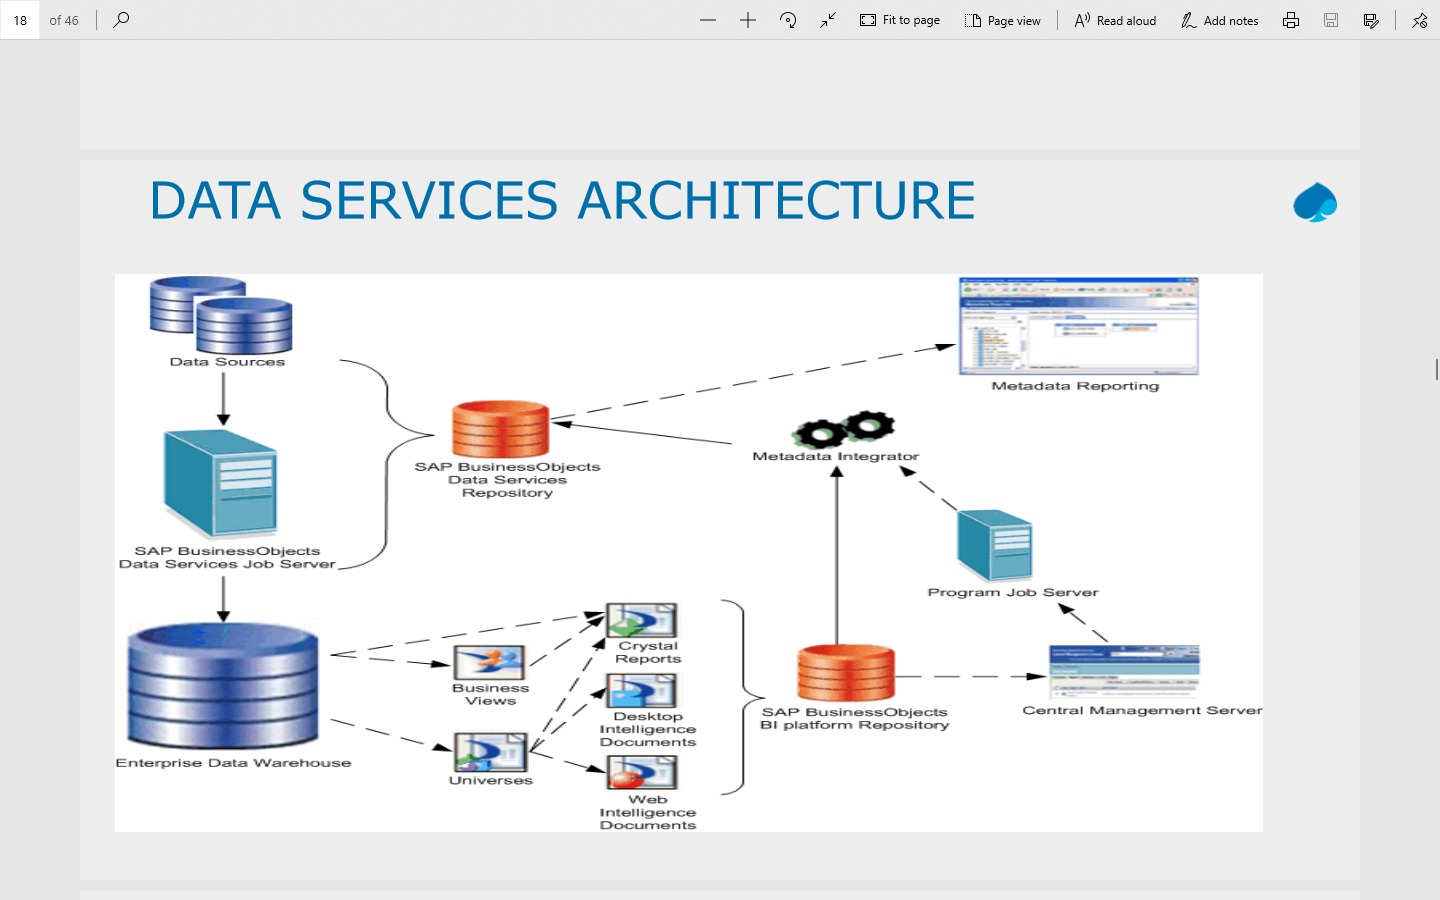 18 of 46
Fit to page
Page view
Read aloud
Add notes
DATA SERVICES ARCHITECTURE
Data Sources
Metadata Reporting
SAP BusinessObjects
Data Services
Repository
Metadata Integrator
SAP BusinessObjects
Data Services Job Server
Program Job Server
Crystal
Reports
Business
Views
Desktop
Intelligence
Documents
SAP BusinessObjects
BI platform Repository
Central Management Server
Enterprise Data Warehouse
Universes
Web
Intelligence
Documents